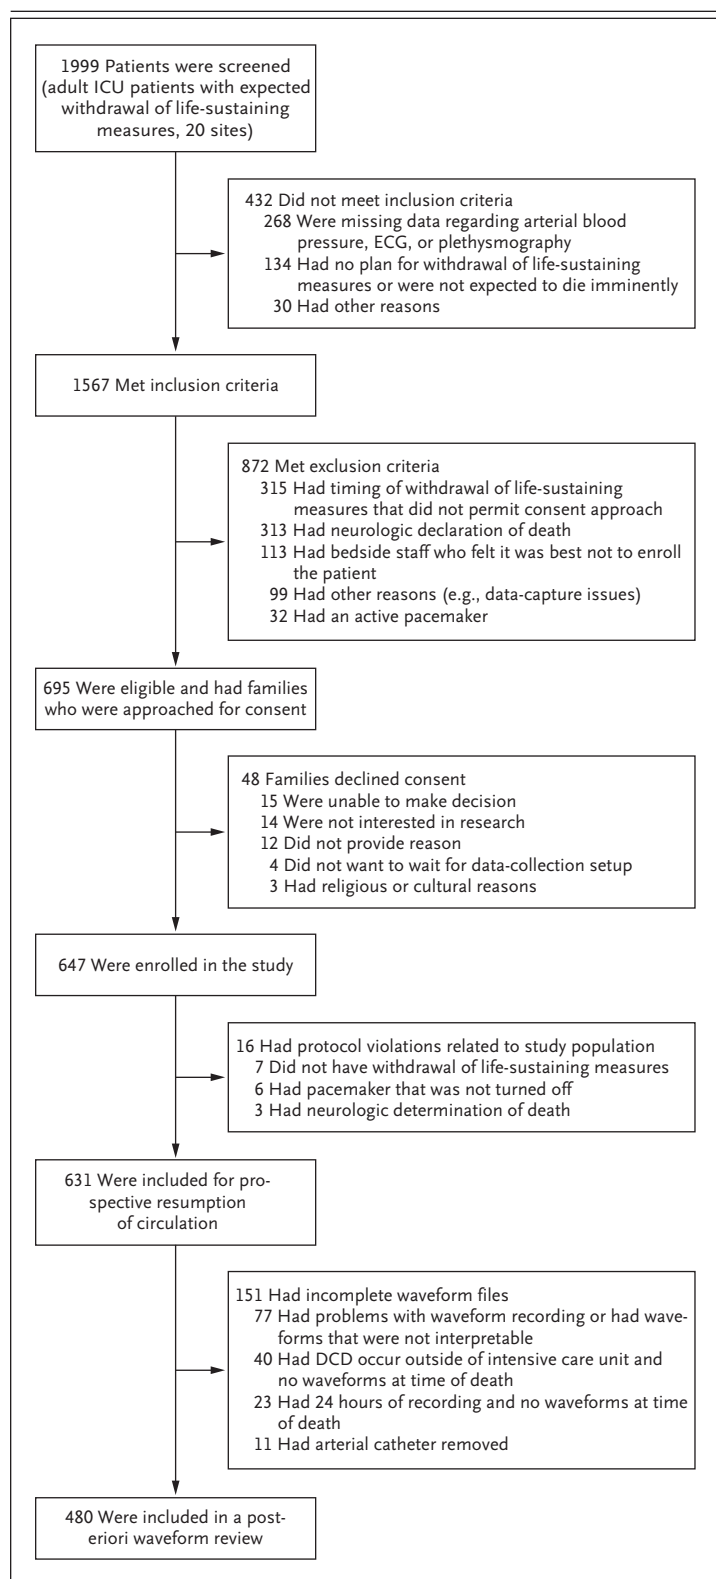 1999 Patients were screened
(adult ICU patients with expected
withdrawal of life-sustaining
measures, 20 sites)
432 Did not meet inclusion criteria
268 Were missing data regarding arterial blood
pressure, ECG, or plethysmography
134 Had no plan for withdrawal of life-sustaining
measures or were not expected to die imminently
30 Had other reasons
1567 Met inclusion criteria
872 Met exclusion criteria
315 Had timing of withdrawal of life-sustaining
measures that did not permit consent approach
313 Had neurologic declaration of death
113 Had bedside staff who felt it was best not to enroll
the patient
99 Had other reasons (e.g., data-capture issues)
32 Had an active pacemaker
695 Were eligible and had families
who were approached for consent
48 Families declined consent
15 Were unable to make decision
14 Were not interested in research
12 Did not provide reason
4 Did not want to wait for data-collection setup
3 Had religious or cultural reasons
647 Were enrolled in the study
16 Had protocol violations related to study population
7 Did not have withdrawal of life-sustaining measures
6 Had pacemaker that was not turned off
3 Had neurologic determination of death
631 Were included for pro-
spective resumption
of circulation
151 Had incomplete waveform files
77 Had problems with waveform recording or had wave-
forms that were not interpretable
40 Had DCD occur outside of intensive care unit and
no waveforms at time of death
23 Had 24 hours of recording and no waveforms at time
of death
11 Had arterial catheter removed
480 Were included in a post-
eriori waveform review